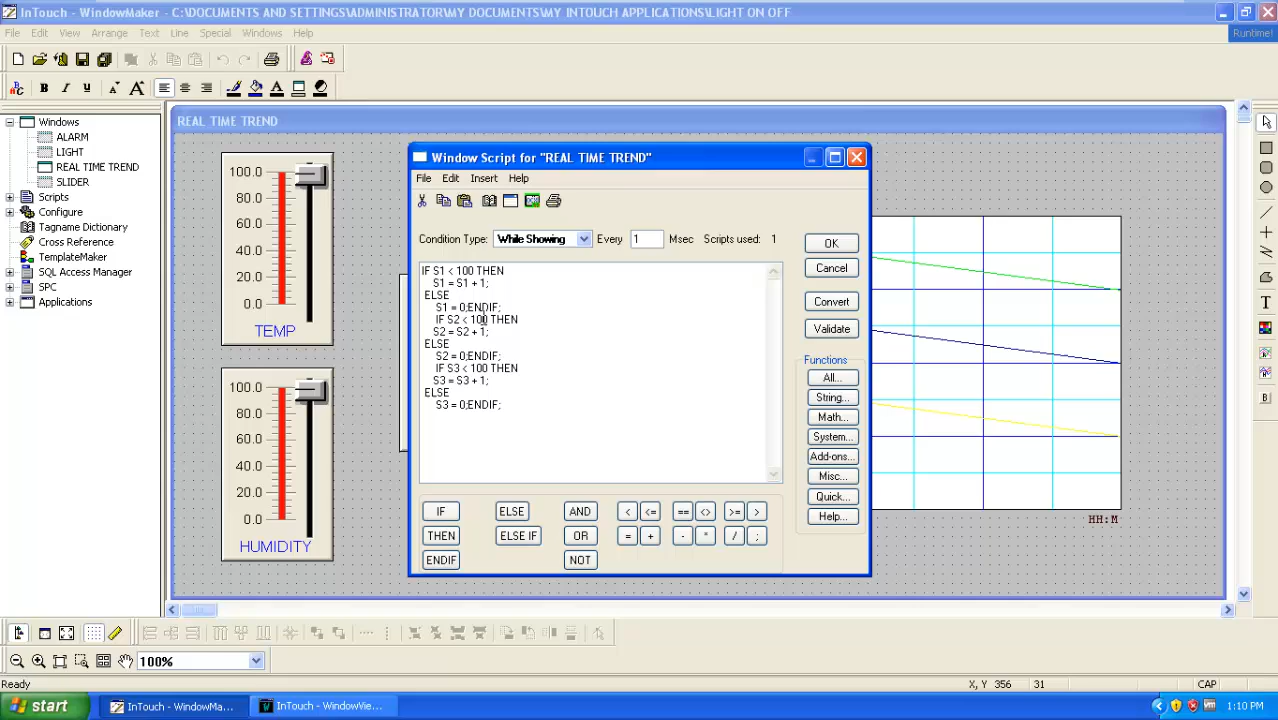 InTouch - WindowMaker - C:\DOCUMENTS AND SETTINGS\ADMINISTRATOR\MY DOCUMENTS\MY INTOUCH APPLICATIONS\LIGHT ON OFF
File Edit View Arrange Text Line Special Windows Help
Runtime!
Windows
ALARM
LIGHT
REAL TIME TREND
SLIDER
Scripts
Configure
Tagname Dictionary
Cross Reference
TemplateMaker
SQL Access Manager
SPC
Applications
REAL TIME TREND
100.0
80.0
60.0
40.0
20.0
0.0
TEMP
100.0
80.0
60.0
40.0
20.0
0.0
HUMIDITY
Window Script for "REAL TIME TREND"
File Edit Insert Help
Condition Type: While Showing Every 1 Msec Scripts used: 1
IF S1 < 100 THEN
S1 = S1 + 1;
ELSE
S1 = 0;ENDIF;
IF S2 < 100 THEN
S2 = S2 + 1;
ELSE
S2 = 0;ENDIF;
IF S3 < 100 THEN
S3 = S3 + 1;
ELSE
S3 = 0;ENDIF;
OK
Cancel
Convert
Validate
Functions
All...
String...
Math...
System...
Add-ons...
Misc...
Quick...
Help...
IF ELSE AND < <= == <> >= >
THEN ELSE IF OR = + - * / ;
ENDIF NOT
HH:M
100%
Ready
X, Y 356 31 CAP
start
InTouch - WindowMa...
InTouch - WindowVie...
1:10 PM